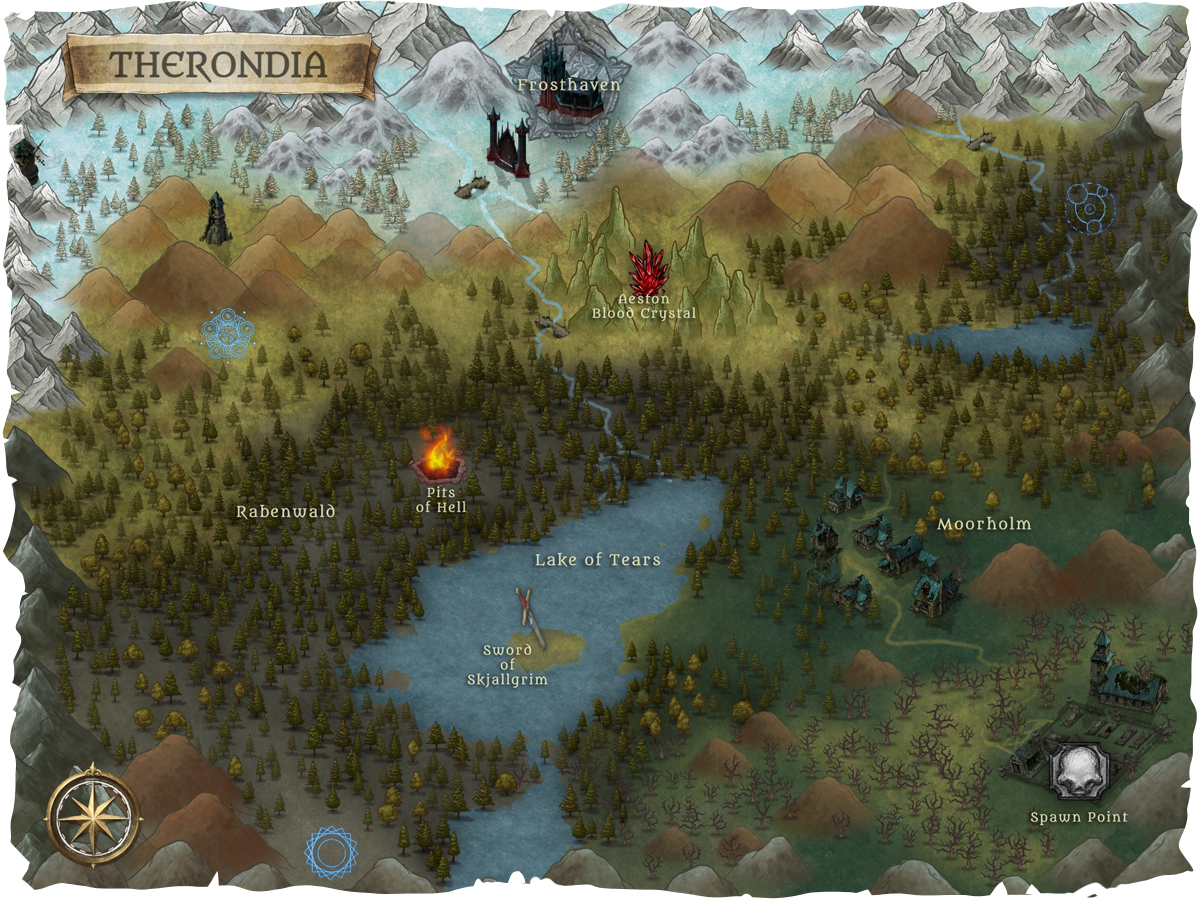 THERONDIA
Frosthaven
Aeston
Blood Crystal
Pits
of Hell
Rabenwald
Moorholm
Lake of Tears
Sword
of
Skjallgrim
Spawn Point